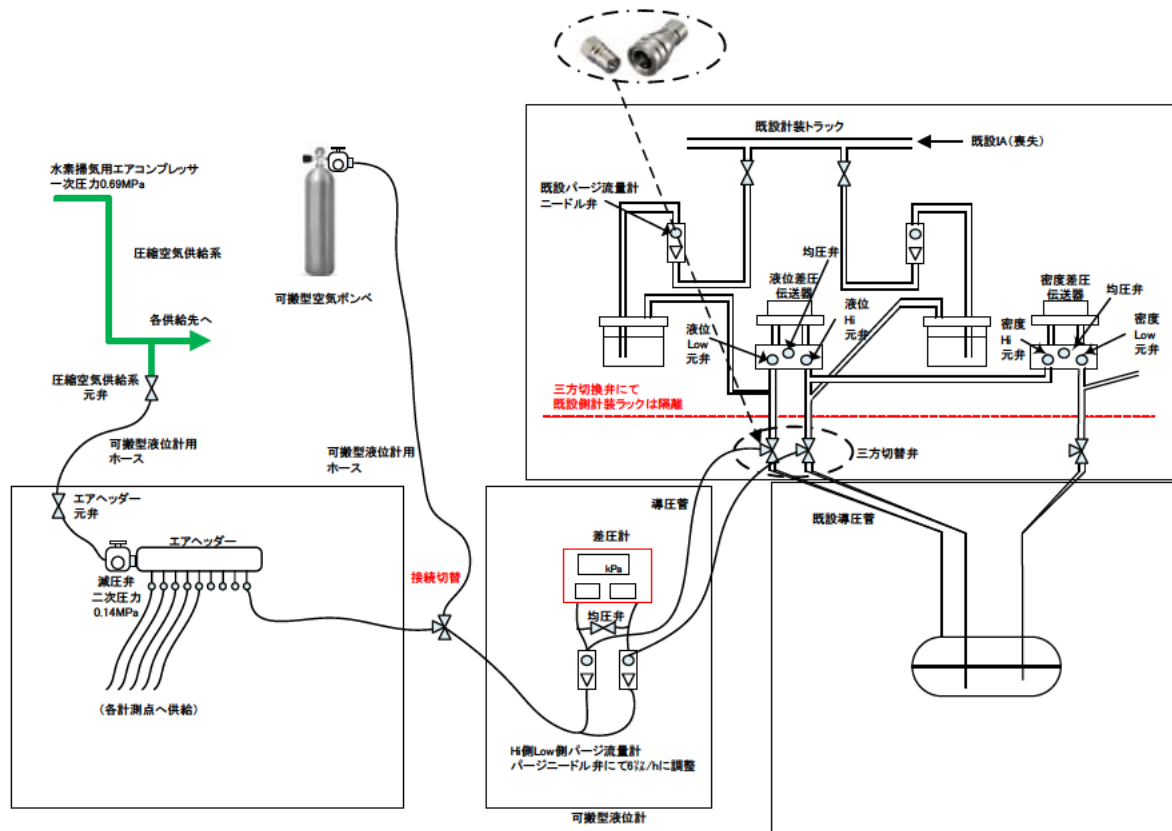 水素掃気用エアコンプレッサ
一次圧力0.69MPa
圧縮空気供給系
各供給先へ
圧縮空気供給系
元弁
可搬型液位計用
ホース
エアヘッダー
元弁
エアヘッダー
減圧弁
二次圧力
0.14MPa
(各計測点へ供給)
可搬型空気ボンベ
可搬型液位計用
ホース
接続切替
既設計装トラック
既設IA(喪失)
既設パージ流量計
ニードル弁
均圧弁
液位差圧
伝送器
液位
Low
元弁
液位
Hi
元弁
密度差圧
伝送器
均圧弁
密度
Hi
元弁
密度
Low
元弁
三方切換弁にて
既設側計装ラックは隔離
三方切替弁
導圧管
既設導圧管
差圧計
kPa
均圧弁
Hi側Low側パージ流量計
パージニードル弁にて6㍑/hに調整
可搬型液位計